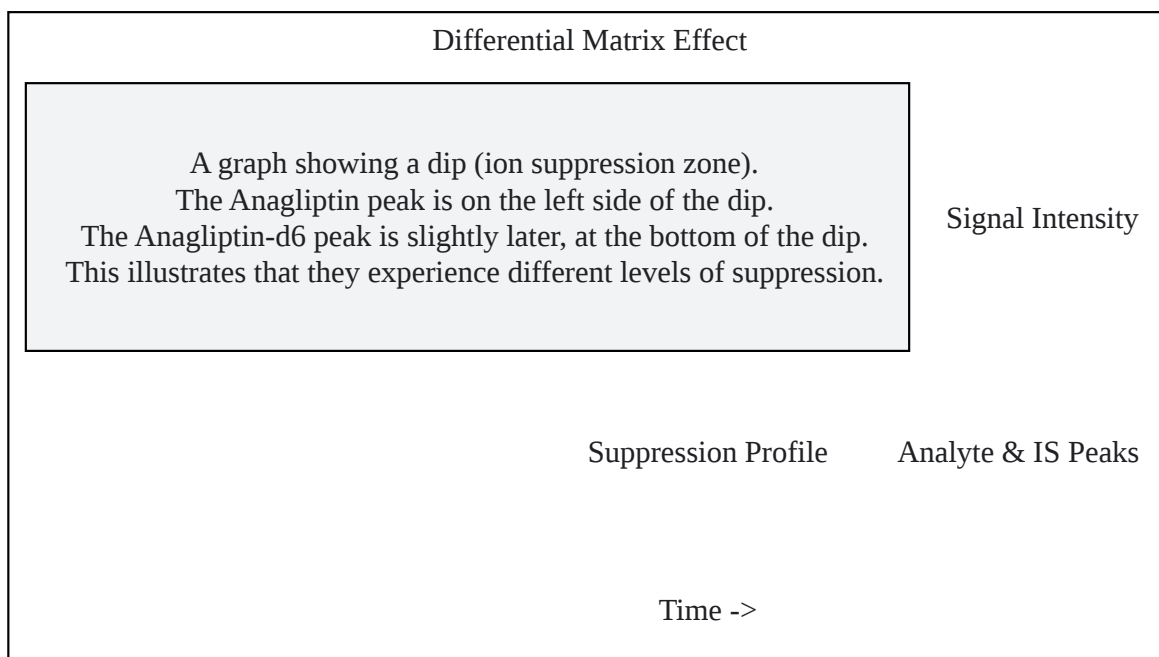 Differential Matrix Effect
A graph showing a dip (ion suppression zone).
The Anagliptin peak is on the left side of the dip.
The Anagliptin-d6 peak is slightly later, at the bottom of the dip.
This illustrates that they experience different levels of suppression.
Signal Intensity
Suppression Profile
Analyte & IS Peaks
Time ->